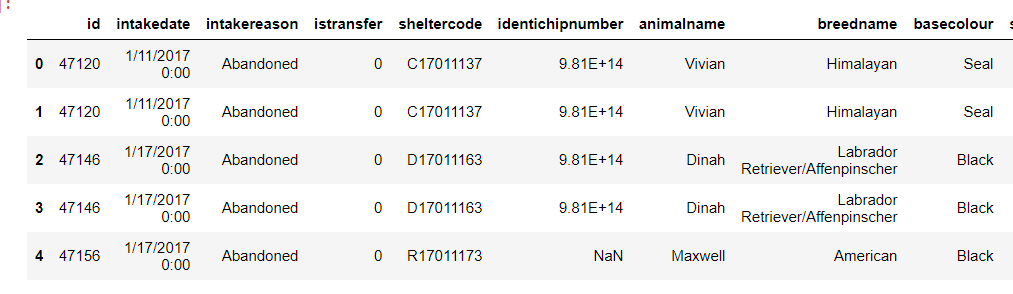 id intakedate intakereason istransfer sheltercode identichipnumber animalname breedname basecolour
0 47120 1/11/2017 0:00 Abandoned 0 C17011137 9.81E+14 Vivian Himalayan Seal
1 47120 1/11/2017 0:00 Abandoned 0 C17011137 9.81E+14 Vivian Himalayan Seal
2 47146 1/17/2017 0:00 Abandoned 0 D17011163 9.81E+14 Dinah Labrador Retriever/Affenpinscher Black
3 47146 1/17/2017 0:00 Abandoned 0 D17011163 9.81E+14 Dinah Labrador Retriever/Affenpinscher Black
4 47156 1/17/2017 0:00 Abandoned 0 R17011173 NaN Maxwell American Black